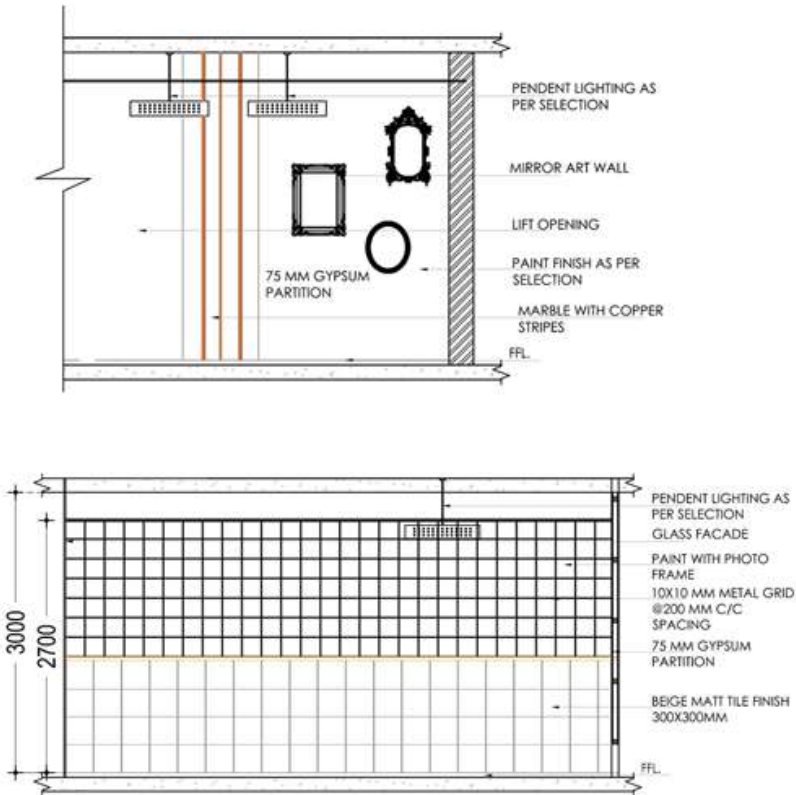 PENDENT LIGHTING AS
PER SELECTION
MIRROR ART WALL
LIFT OPENING
PAINT FINISH AS PER
SELECTION
75 MM GYPSUM
PARTITION
MARBLE WITH COPPER
STRIPES
FFL.
PENDENT LIGHTING AS
PER SELECTION
GLASS FACADE
PAINT WITH PHOTO
FRAME
10X10 MM METAL GRID
@200 MM C/C
SPACING
75 MM GYPSUM
PARTITION
BEIGE MATT TILE FINISH
300X300MM
FFL.
3000
2700